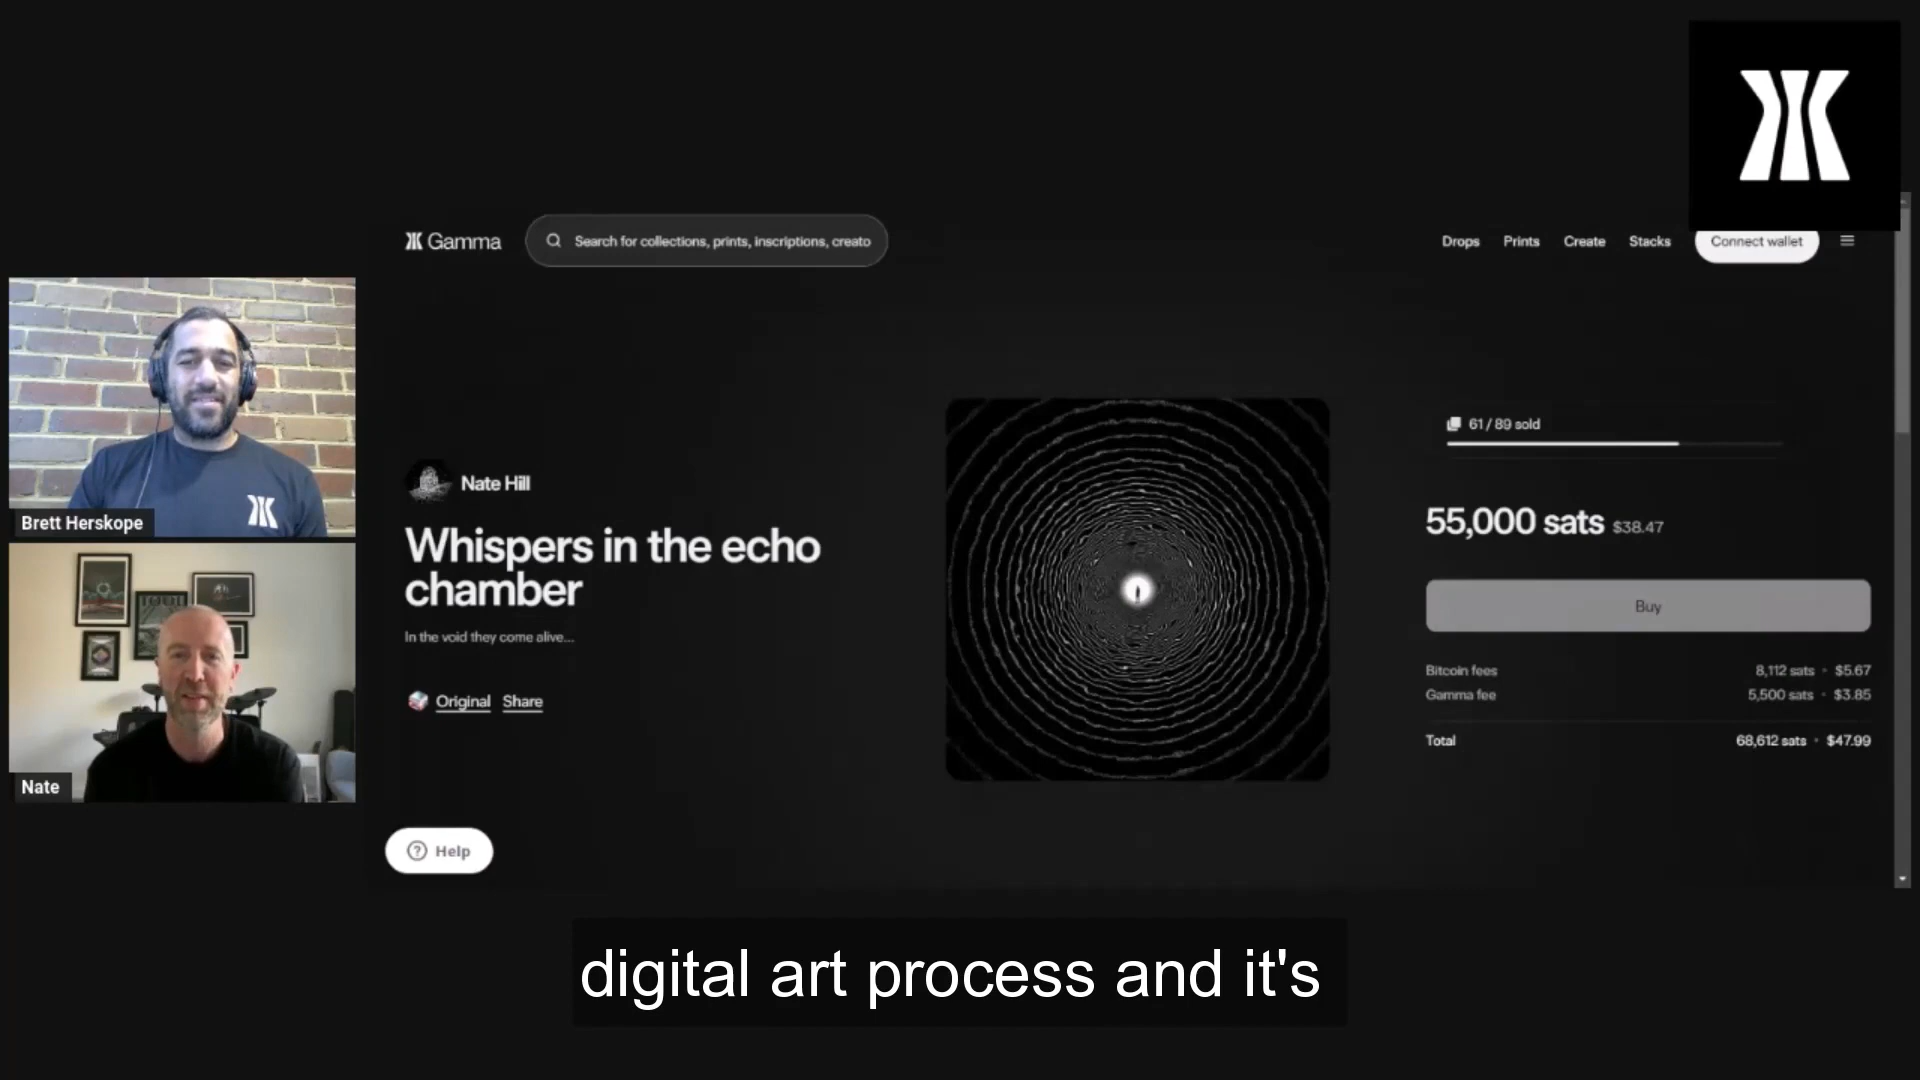 Gamma
Search for collections, prints, inscriptions, creato
Drops
Prints
Create
Stacks
Connect wallet
Brett Herskope
TOOL
Nate
Nate Hill
Whispers in the echo
chamber
In the void they come alive...
Original
Share
61 / 89 sold
55,000 sats $38.47
Buy
Bitcoin fees 8,112 sats • $5.67
Gamma fee 5,500 sats • $3.85
Total 68,612 sats • $47.99
? Help
digital art process and it's